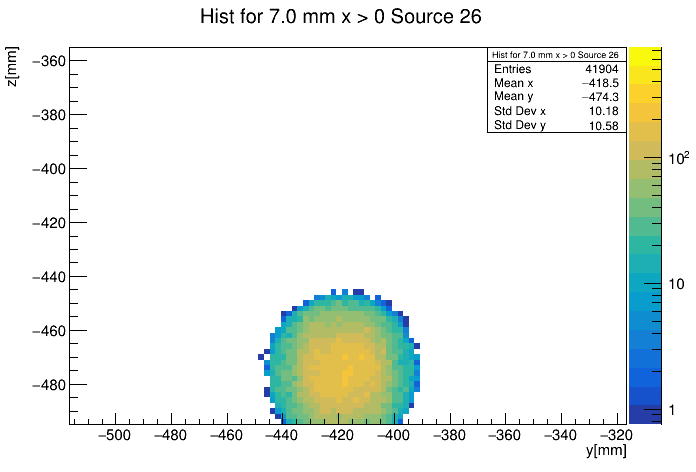 Hist for 7.0 mm x > 0 Source 26
z[mm]
Hist for 7.0 mm x > 0 Source 26
Entries 41904
Mean x −418.5
Mean y −474.3
Std Dev x 10.18
Std Dev y 10.58
−360
−380
−400
−420
−440
−460
−480
10²
10
1
−500 −480 −460 −440 −420 −400 −380 −360 −340 −320
y[mm]